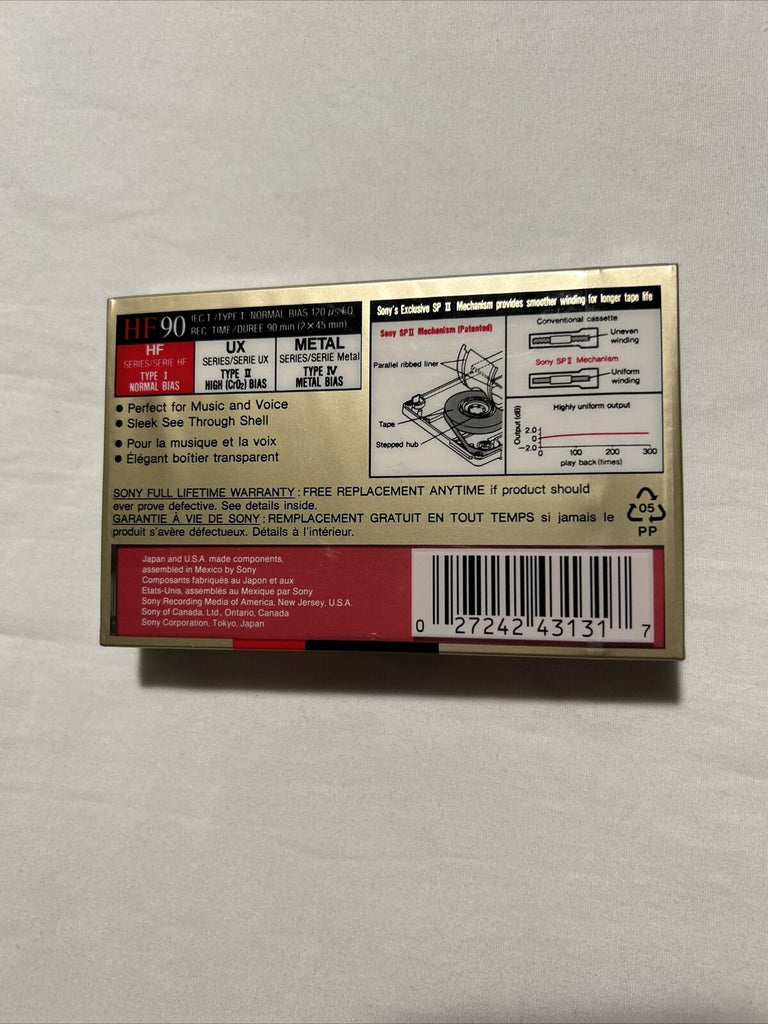 HF 90
IEC I/TYPE I · NORMAL BIAS 120 µs EQ
REC. TIME/DURÉE 90 min (2×45 min)
HF
SERIES/SERIE HF
TYPE I
NORMAL BIAS
UX
SERIES/SERIE UX
TYPE II
HIGH (CrO₂) BIAS
METAL
SERIES/SERIE Metal
TYPE IV
METAL BIAS
● Perfect for Music and Voice
● Sleek See Through Shell
● Pour la musique et la voix
● Élégant boîtier transparent
Sony's Exclusive SP II Mechanism provides smoother winding for longer tape life
Sony SP II Mechanism (Patented)
Parallel ribbed liner
Tape
Stepped hub
Conventional cassette
Uneven
winding
Sony SP II Mechanism
Uniform
winding
Highly uniform output
Output (dB)
2.0
0
-2.0
0 100 200 300
play back (times)
SONY FULL LIFETIME WARRANTY : FREE REPLACEMENT ANYTIME if product should
ever prove defective. See details inside.
GARANTIE À VIE DE SONY : REMPLACEMENT GRATUIT EN TOUT TEMPS si jamais le
produit s'avère défectueux. Détails à l'intérieur.
05
PP
Japan and U.S.A. made components,
assembled in Mexico by Sony
Composants fabriqués au Japon et aux
Etats-Unis, assemblés au Mexique par Sony
Sony Recording Media of America, New Jersey, U.S.A.
Sony of Canada, Ltd., Ontario, Canada
Sony Corporation, Tokyo, Japan
0 27242 43131 7